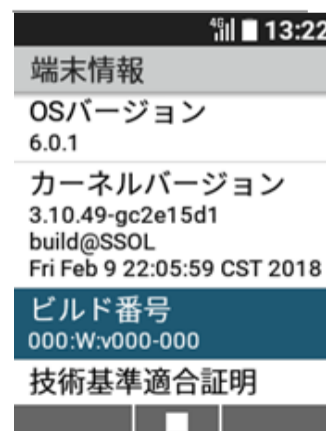 4G 13:22
端末情報
OSバージョン
6.0.1
カーネルバージョン
3.10.49-gc2e15d1
build@SSOL
Fri Feb 9 22:05:59 CST 2018
ビルド番号
000:W:v000-000
技術基準適合証明